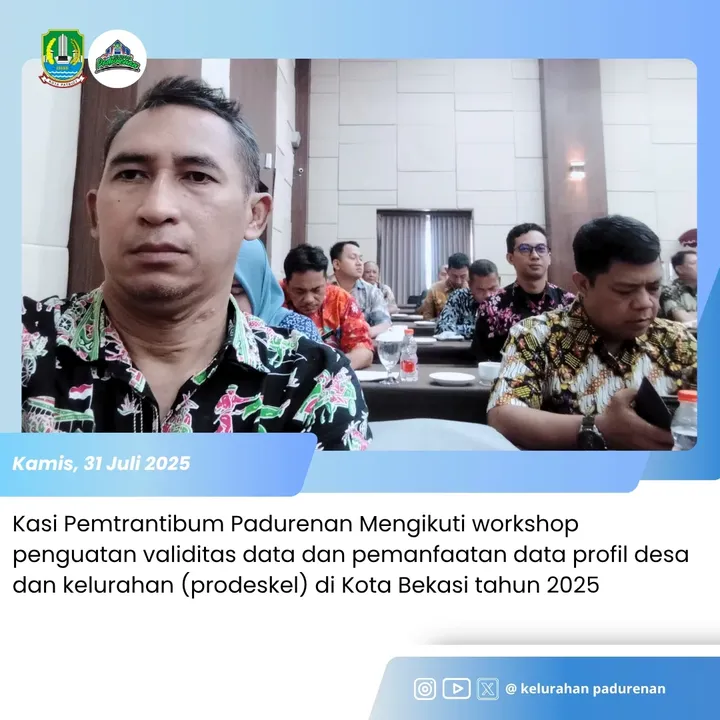 Kamis, 31 Juli 2025
Kasi Pemtrantibum Padurenan Mengikuti workshop
penguatan validitas data dan pemanfaatan data profil desa
dan kelurahan (prodeskel) di Kota Bekasi tahun 2025
@ kelurahan padurenan